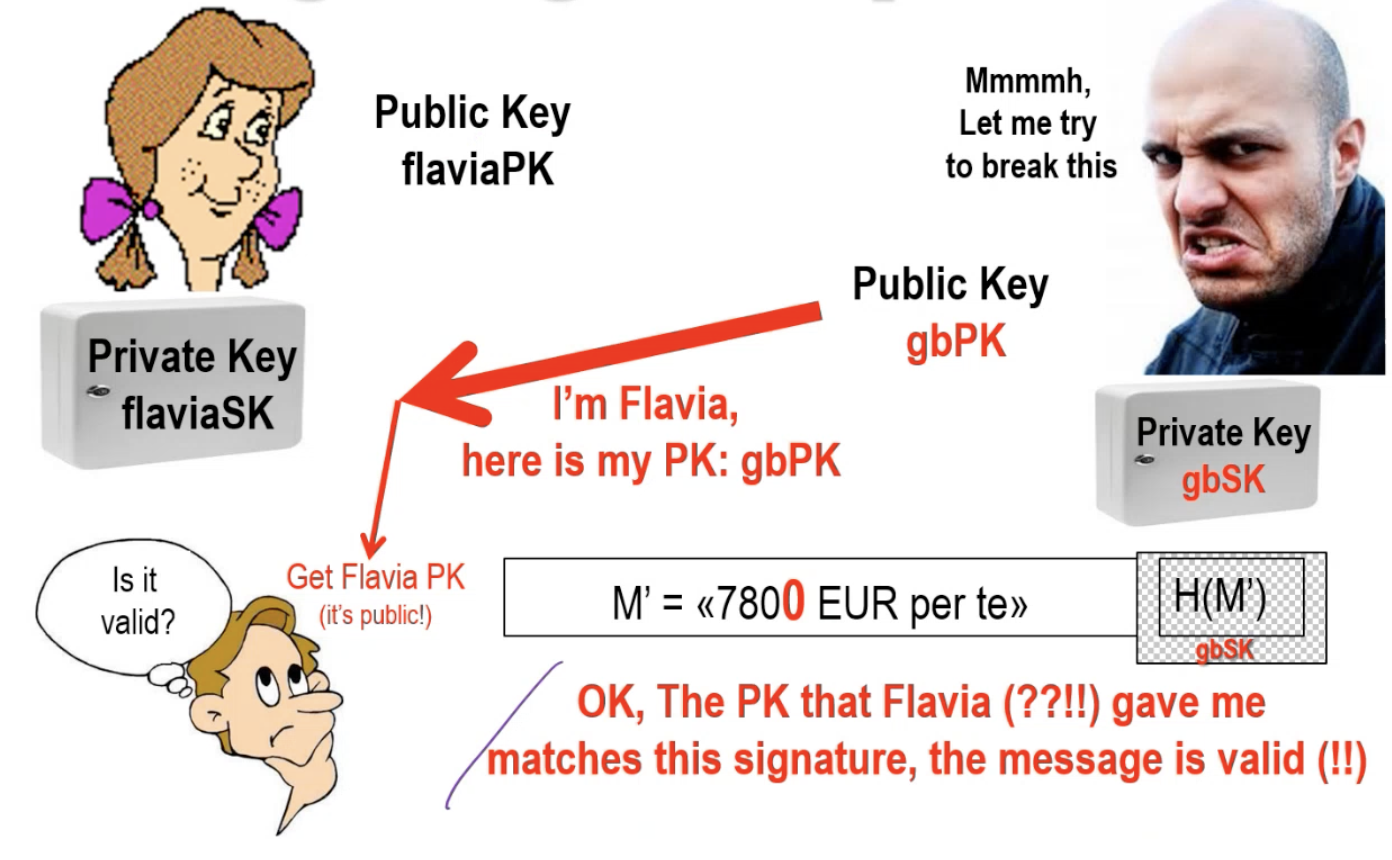 Public Key
flaviaPK
Mmmmh,
Let me try
to break this
Public Key
gbPK
Private Key
flaviaSK
I'm Flavia,
here is my PK: gbPK
Private Key
gbSK
Is it
valid?
Get Flavia PK
(it's public!)
M' = «7800 EUR per te»
H(M')
gbSK
OK, The PK that Flavia (??!!) gave me
matches this signature, the message is valid (!!)